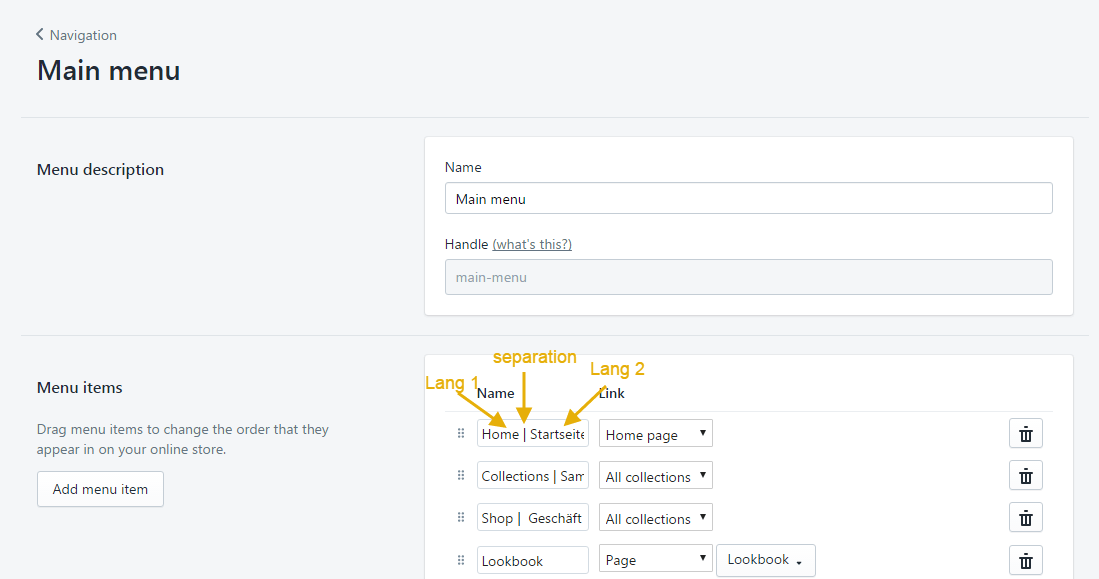 Navigation
Main menu
Menu description
Name
Main menu
Handle (what's this?)
main-menu
Menu items
Drag menu items to change the order that they
appear in on your online store.
Add menu item
separation
Lang 1
Lang 2
Name Link
Home | Startseite Home page
Collections | Sam All collections
Shop | Geschäft All collections
Lookbook Page Lookbook